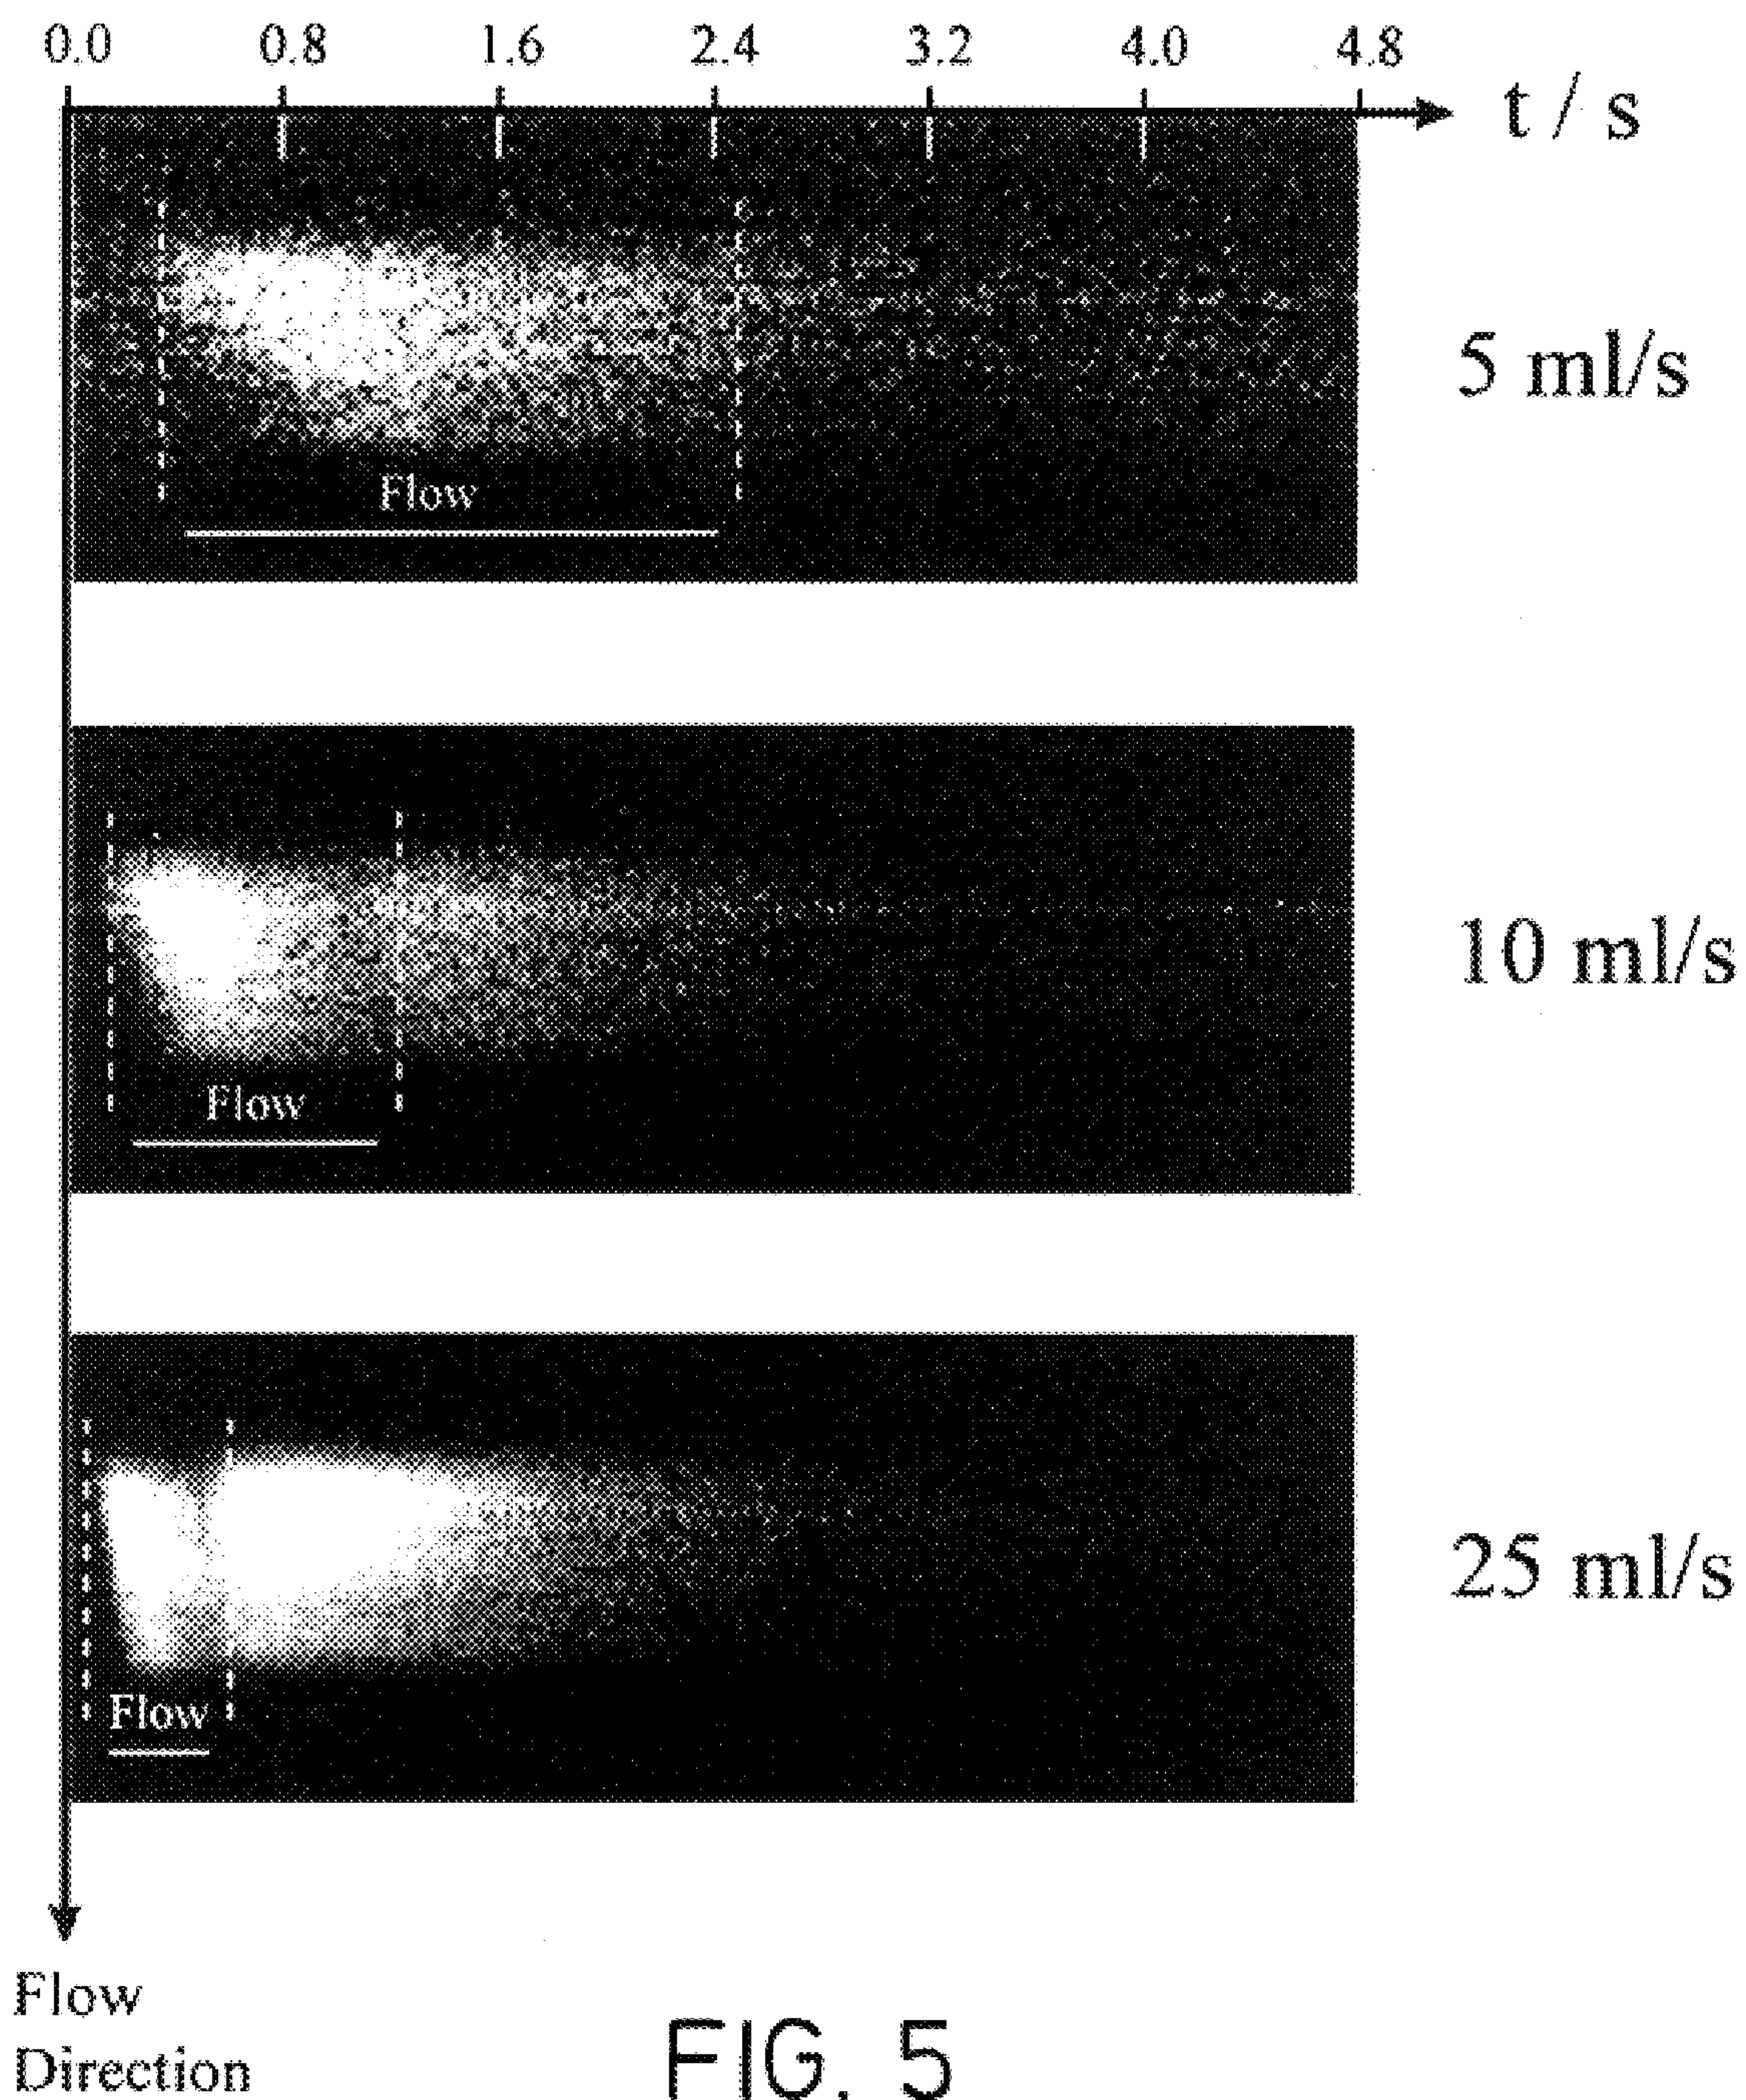 0.0 0.8 1.6 2.4 3.2 4.0 4.8
t / s
5 ml/s
Flow
10 ml/s
Flow
25 ml/s
Flow
Flow
Direction
FIG. 5